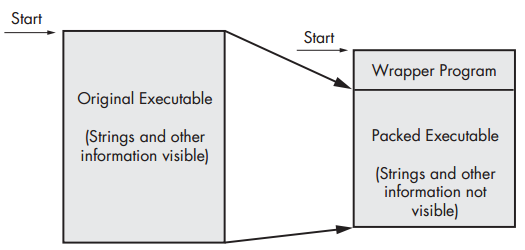 Start
Original Executable
(Strings and other
information visible)
Start
Wrapper Program
Packed Executable
(Strings and other
information not
visible)